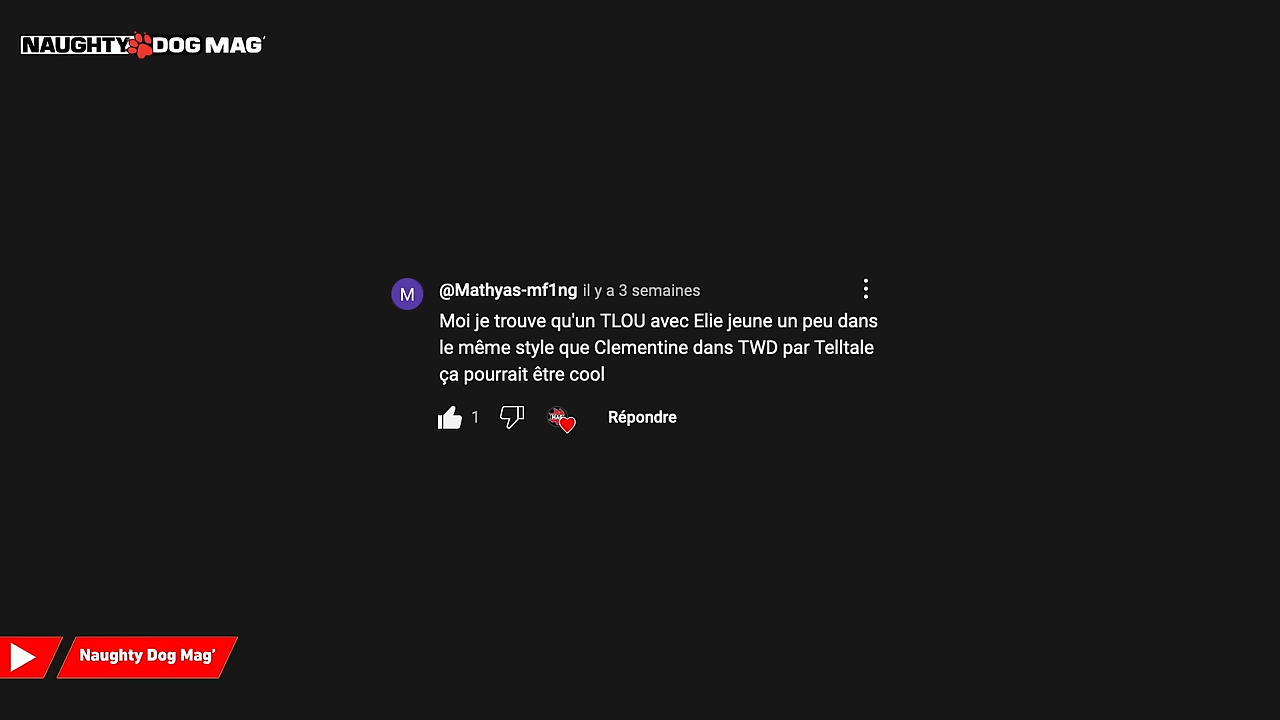 NAUGHTY DOG MAG'
M
@Mathyas-mf1ng il y a 3 semaines
Moi je trouve qu'un TLOU avec Elie jeune un peu dans
le même style que Clementine dans TWD par Telltale
ça pourrait être cool
1
Répondre
Naughty Dog Mag'